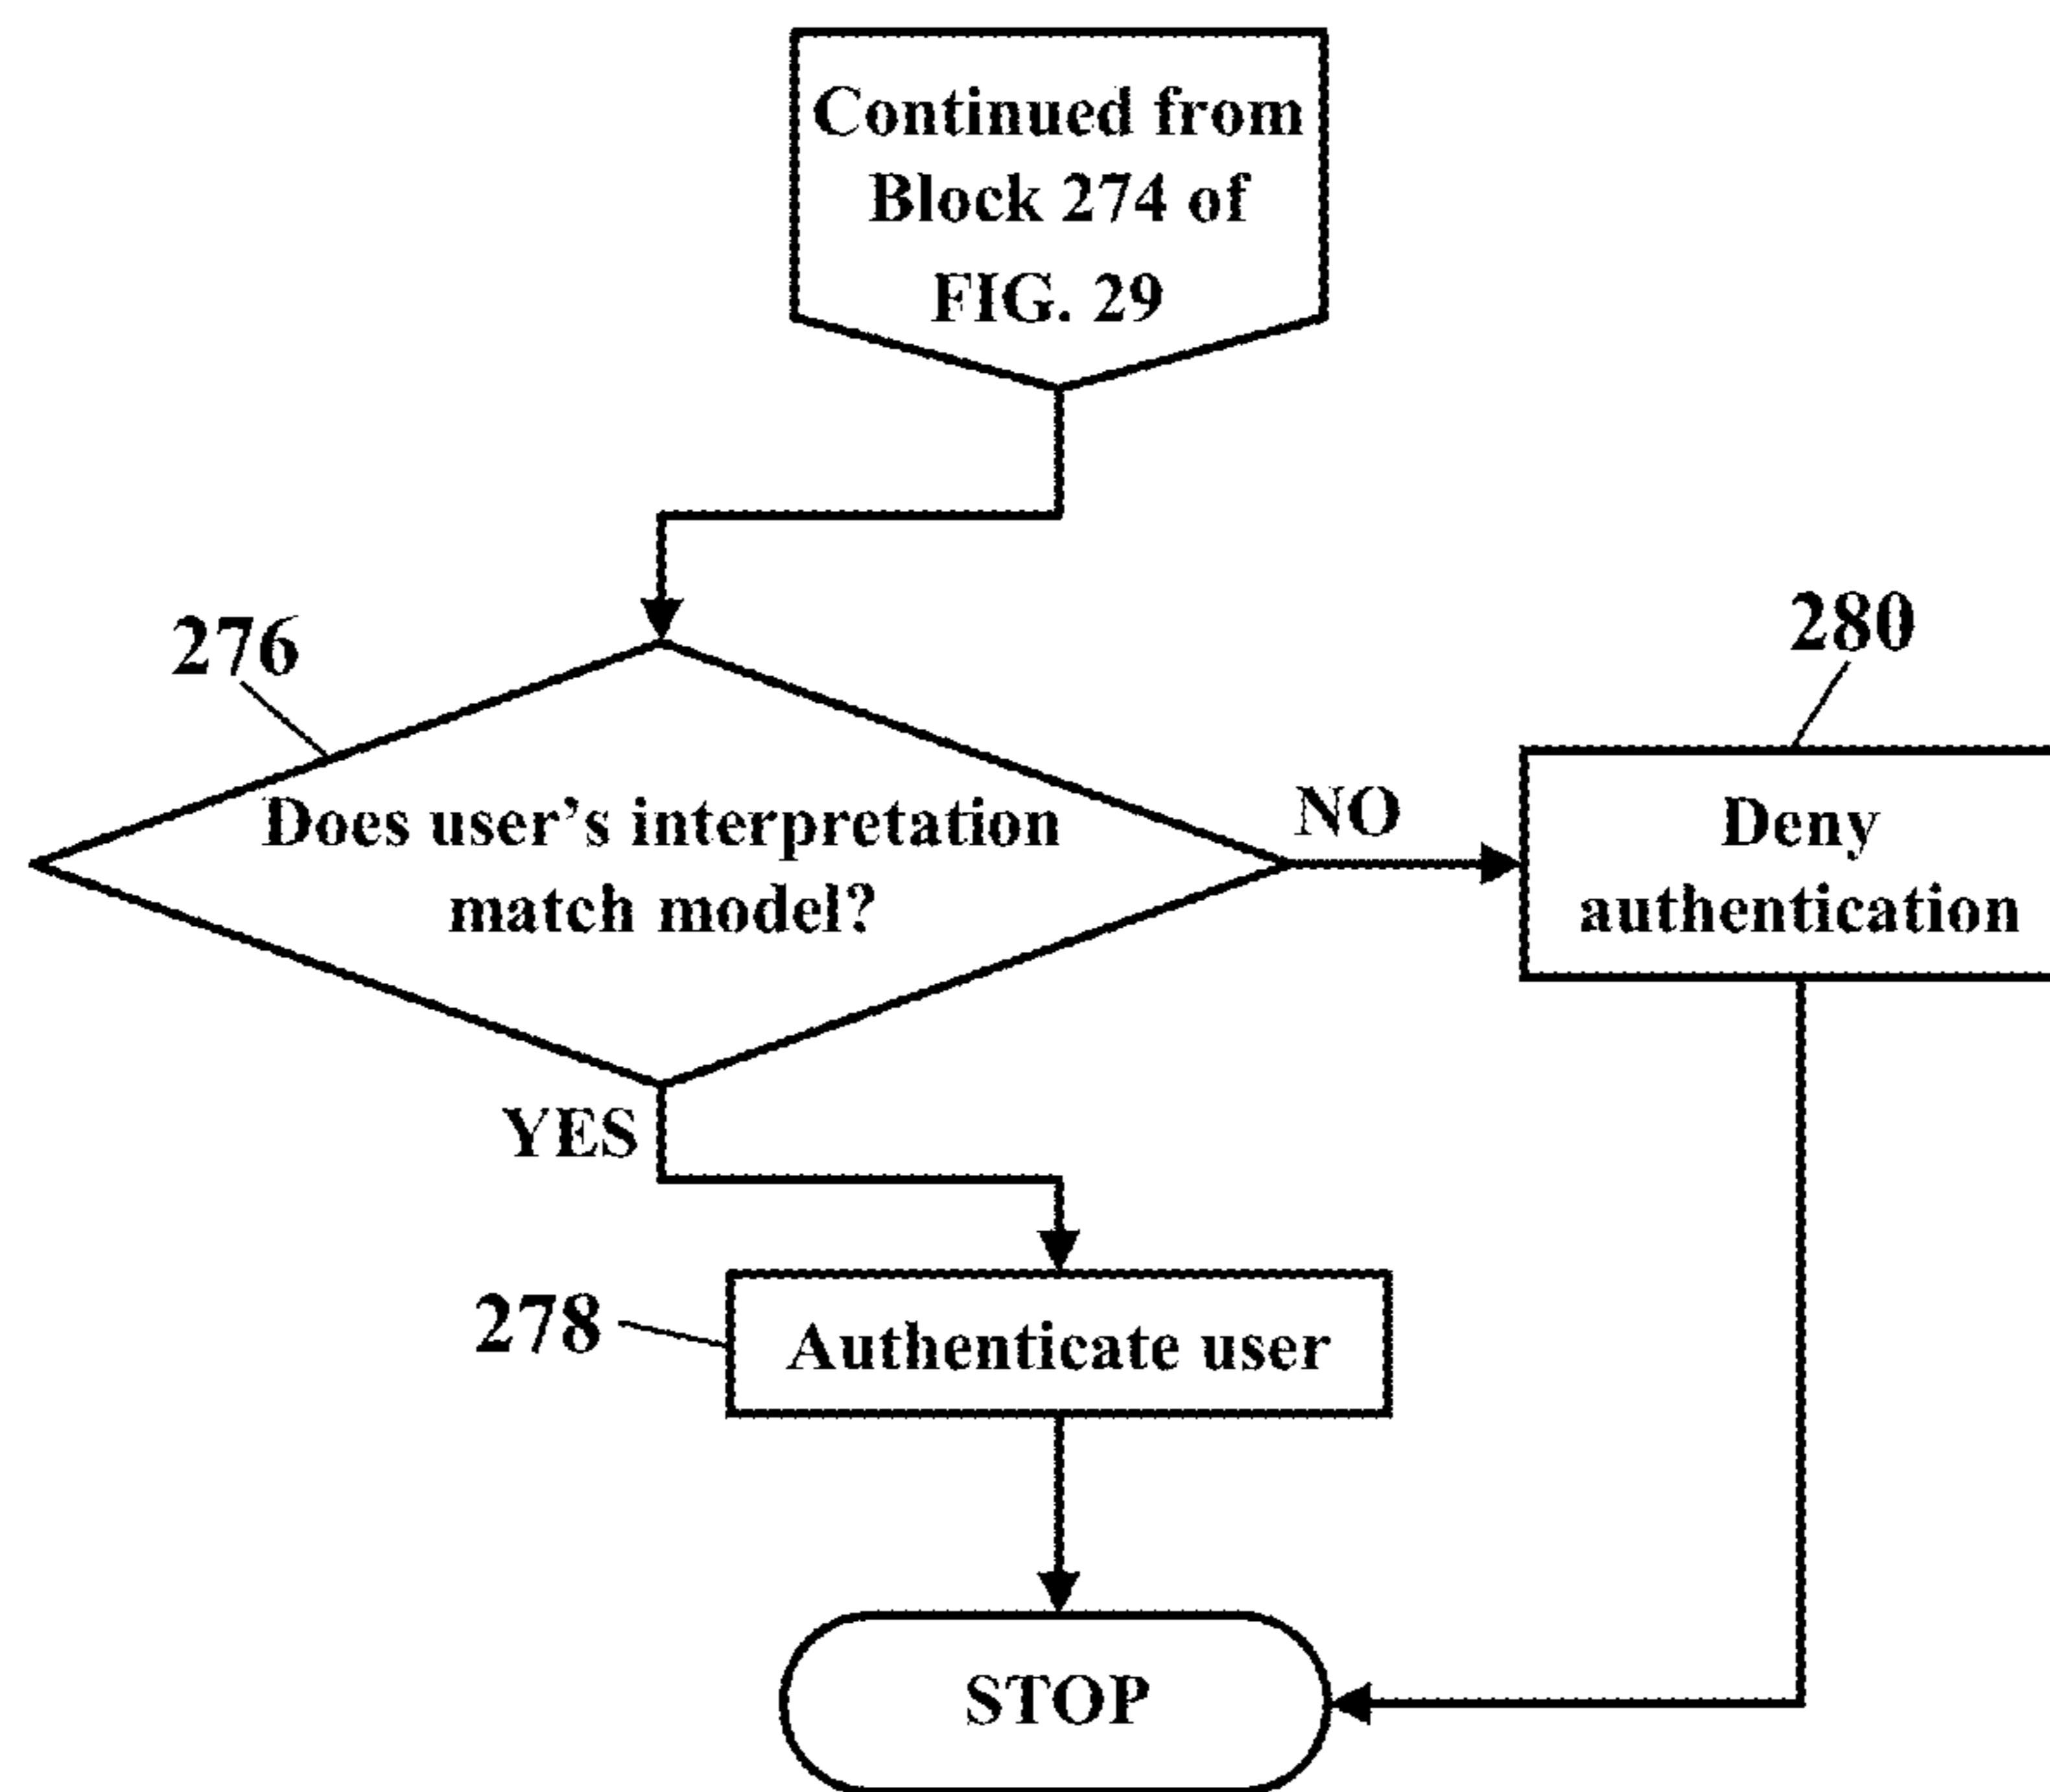 Continued from
Block 274 of
FIG. 29
276
280
Does user's interpretation
match model?
NO
Deny
authentication
YES
278
Authenticate user
STOP